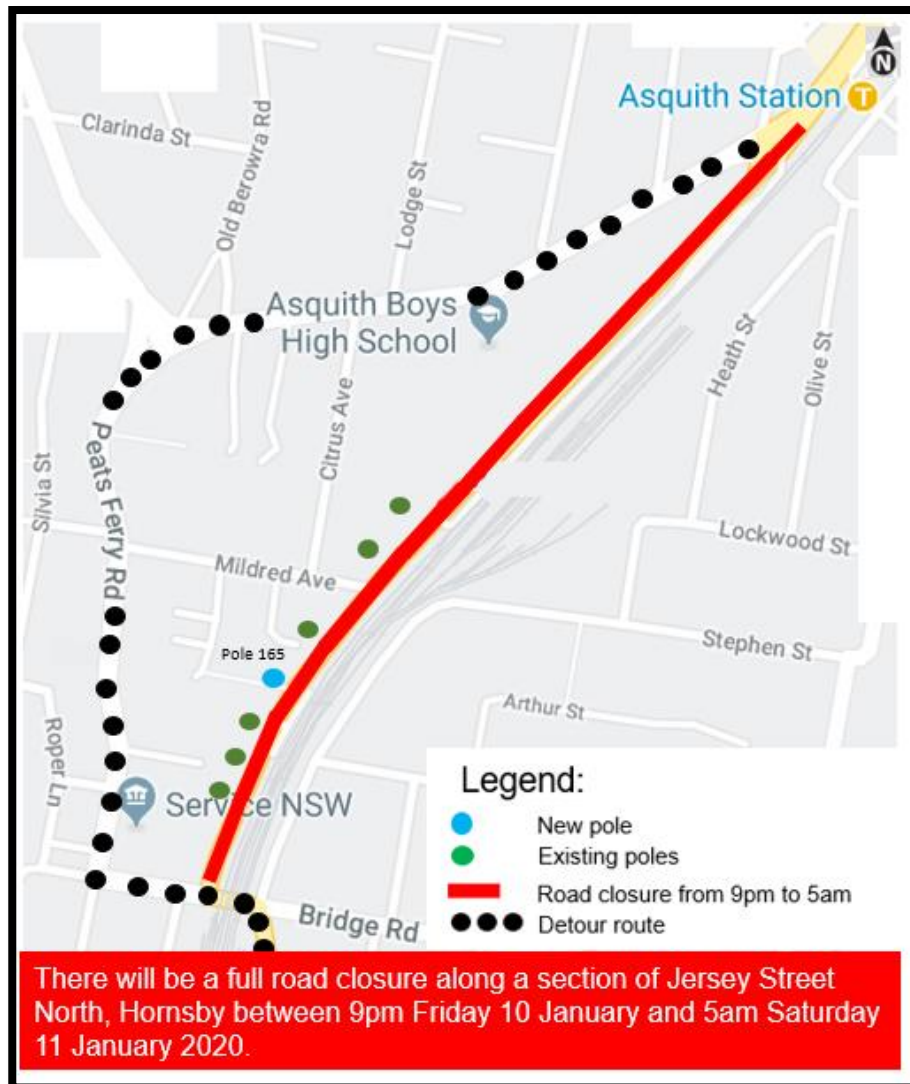 N
Asquith Station T
Clarinda St
Old Berowra Rd
Lodge St
Asquith Boys
High School
Heath St
Olive St
Citrus Ave
Silvia St
Peats Ferry Rd
Lockwood St
Mildred Ave
Stephen St
Pole 165
Arthur St
Roper Ln
Service NSW
Bridge Rd
Legend:
New pole
Existing poles
Road closure from 9pm to 5am
Detour route
There will be a full road closure along a section of Jersey Street
North, Hornsby between 9pm Friday 10 January and 5am Saturday
11 January 2020.